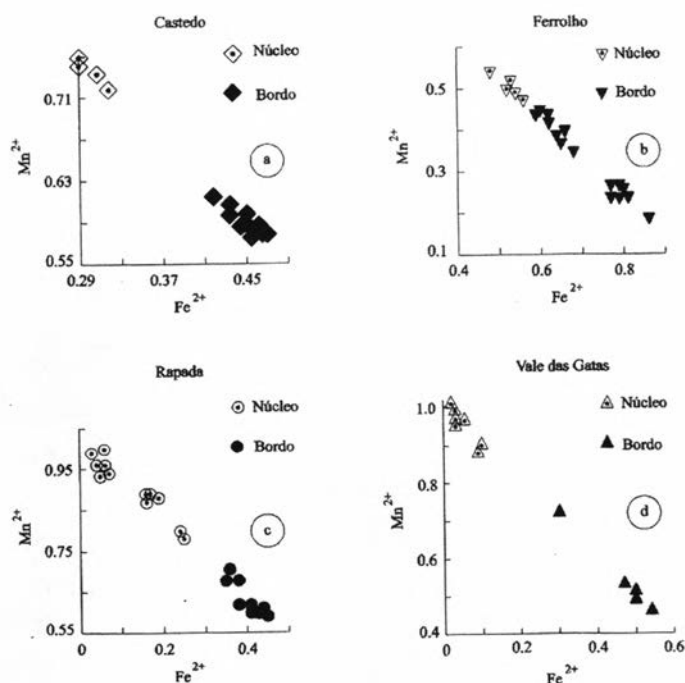 Castedo
Núcleo
Bordo
a
Mn2+
0.71
0.63
0.55
0.29
0.37
0.45
Fe2+
Ferrolho
Núcleo
Bordo
b
Mn2+
0.5
0.3
0.1
0.4
0.6
0.8
Fe2+
Rapada
Núcleo
Bordo
c
Mn2+
0.95
0.75
0.55
0
0.2
0.4
Fe2+
Vale das Gatas
Núcleo
Bordo
d
Mn2+
1.0
0.8
0.6
0.4
0
0.2
0.4
0.6
Fe2+